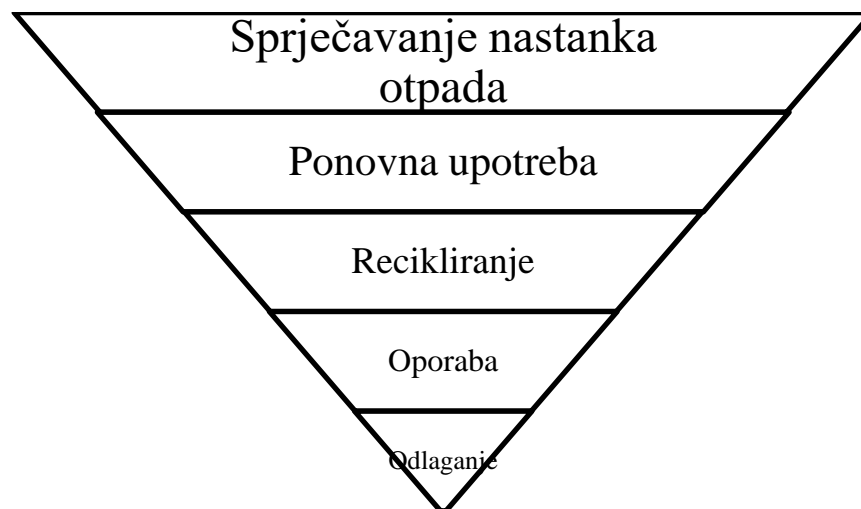 Sprječavanje nastanka
otpada
Ponovna upotreba
Recikliranje
Oporaba
Odlaganje